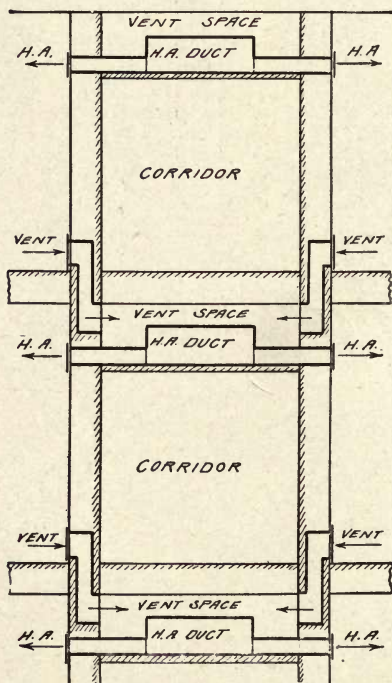 VENT SPACE
H.A. H.A. DUCT H.A
CORRIDOR
VENT VENT
VENT SPACE
H.A. H.A. DUCT H.A.
CORRIDOR
VENT VENT
VENT SPACE
H.A. H.A DUCT H.A.